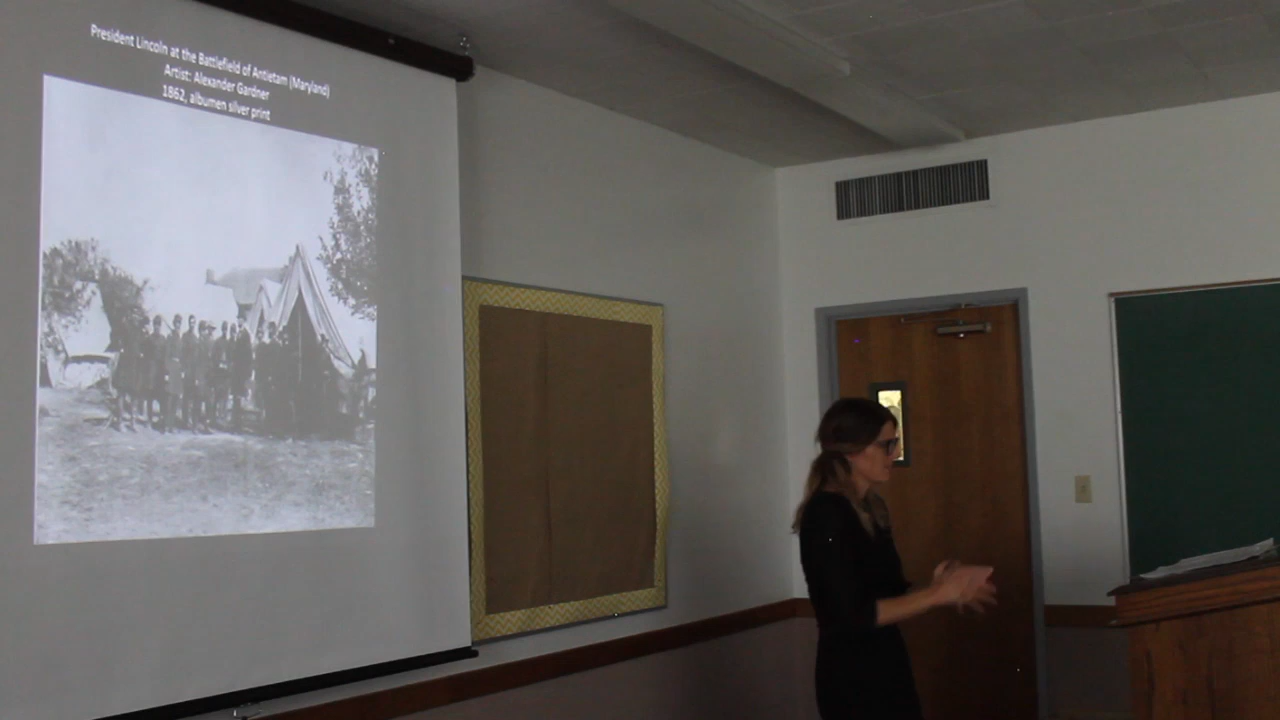 President Lincoln at the Battlefield of Antietam (Maryland)
Artist: Alexander Gardner
1862, albumen silver print